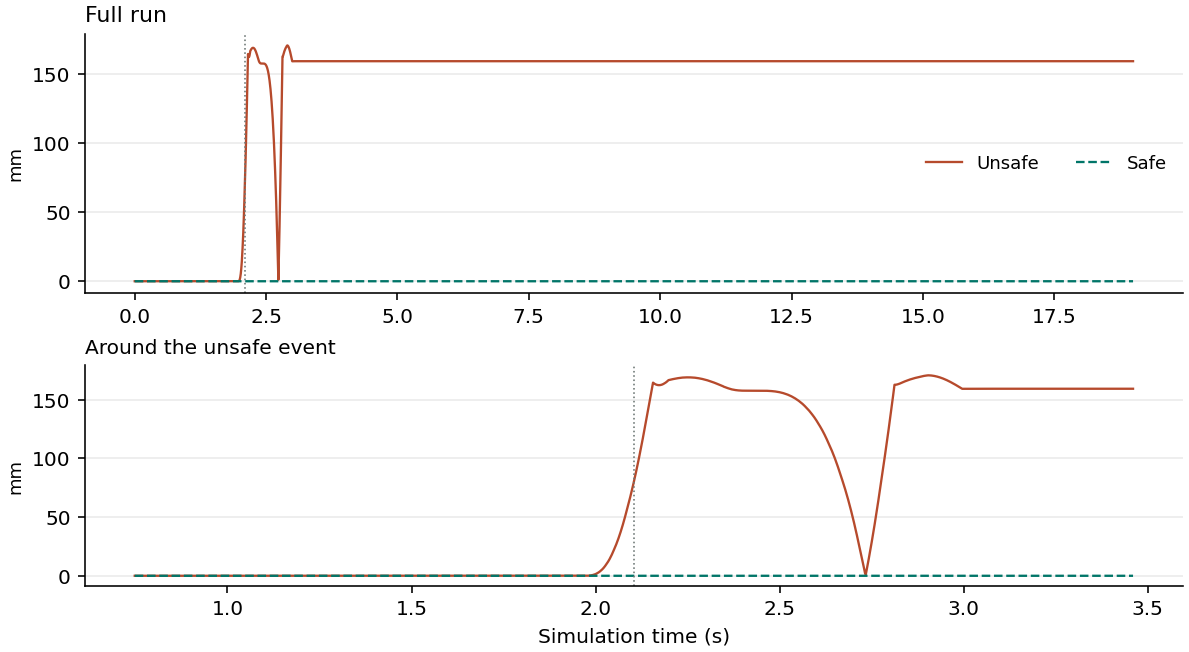 Full run
mm
150
100
50
0
Unsafe
Safe
0.0 2.5 5.0 7.5 10.0 12.5 15.0 17.5
Around the unsafe event
mm
150
100
50
0
1.0 1.5 2.0 2.5 3.0 3.5
Simulation time (s)